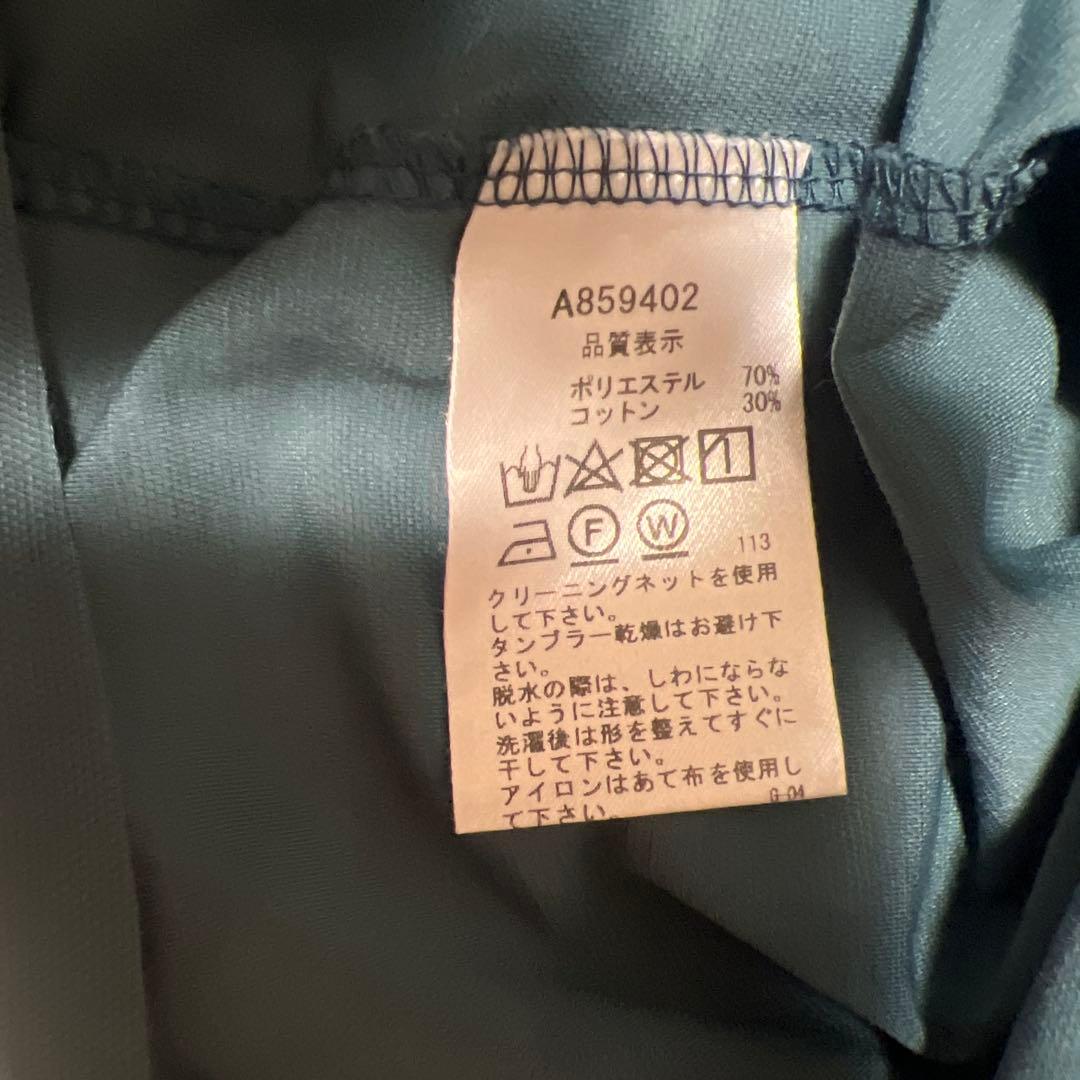 A859402
品質表示
ポリエステル 70%
コットン 30%
F W 113
クリーニングネットを使用
して下さい。
タンブラー乾燥はお避け下
さい。
脱水の際は、しわにならな
いように注意して下さい。
洗濯後は形を整えてすぐに
干して下さい。
アイロンはあて布を使用し
て下さい。 G-04